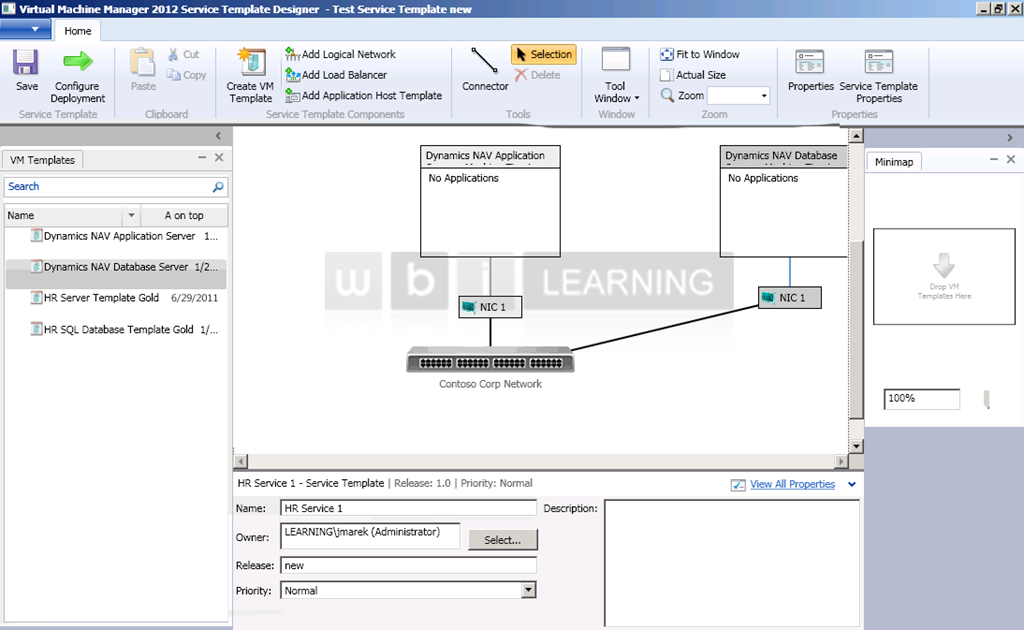 Virtual Machine Manager 2012 Service Template Designer - Test Service Template new
Home
Save
Configure Deployment
Service Template
Paste
Cut
Copy
Clipboard
Create VM Template
Add Logical Network
Add Load Balancer
Add Application Host Template
Service Template Components
Connector
Selection
Delete
Tools
Tool Window
Window
Fit to Window
Actual Size
Zoom
Zoom
Properties
Service Template Properties
Properties
VM Templates
Search
Name
A on top
Dynamics NAV Application Server 1...
Dynamics NAV Database Server 1/2...
HR Server Template Gold 6/29/2011
HR SQL Database Template Gold 1/...
Dynamics NAV Application
No Applications
Dynamics NAV Database
No Applications
wbi LEARNING
NIC 1
NIC 1
Contoso Corp Network
Minimap
Drop VM
Templates Here
100%
HR Service 1 - Service Template | Release: 1.0 | Priority: Normal
View All Properties
Name: HR Service 1
Description:
Owner: LEARNING\jmarek (Administrator)
Select...
Release: new
Priority: Normal